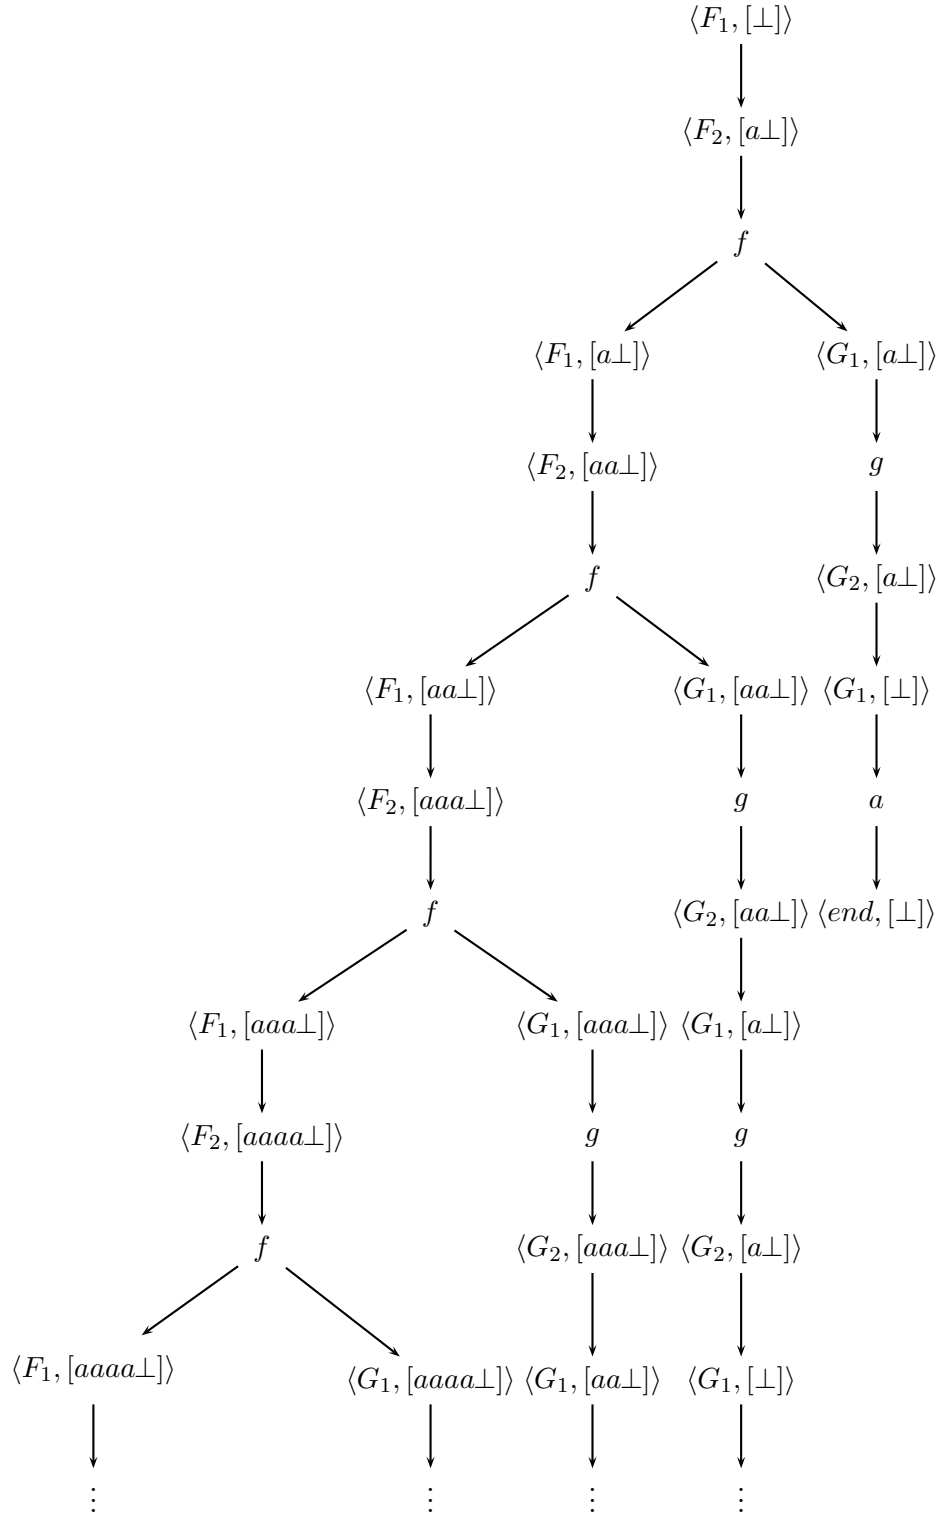 ⟨F₁, [⊥]⟩
⟨F₂, [a⊥]⟩
f
⟨F₁, [a⊥]⟩ ⟨G₁, [a⊥]⟩
⟨F₂, [aa⊥]⟩ g
f ⟨G₂, [a⊥]⟩
⟨F₁, [aa⊥]⟩ ⟨G₁, [aa⊥]⟩ ⟨G₁, [⊥]⟩
⟨F₂, [aaa⊥]⟩ g a
f ⟨G₂, [aa⊥]⟩ ⟨end, [⊥]⟩
⟨F₁, [aaa⊥]⟩ ⟨G₁, [aaa⊥]⟩ ⟨G₁, [a⊥]⟩
⟨F₂, [aaaa⊥]⟩ g g
f ⟨G₂, [aaa⊥]⟩ ⟨G₂, [a⊥]⟩
⟨F₁, [aaaa⊥]⟩ ⟨G₁, [aaaa⊥]⟩ ⟨G₁, [aa⊥]⟩ ⟨G₁, [⊥]⟩
⋮ ⋮ ⋮ ⋮